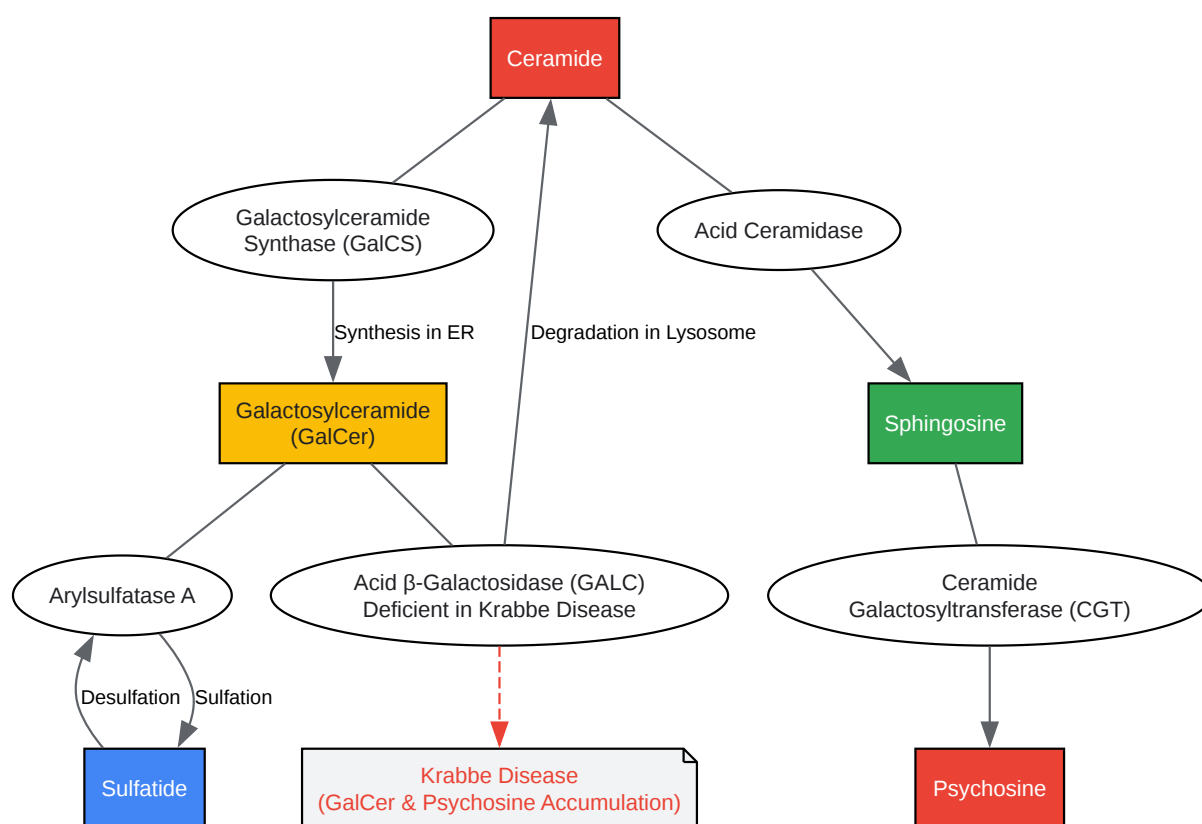 Ceramide
Galactosylceramide
Synthase (GalCS)
Acid Ceramidase
Synthesis in ER
Degradation in Lysosome
Galactosylceramide
(GalCer)
Sphingosine
Arylsulfatase A
Acid β-Galactosidase (GALC)
Deficient in Krabbe Disease
Ceramide
Galactosyltransferase (CGT)
Desulfation
Sulfation
Sulfatide
Krabbe Disease
(GalCer & Psychosine Accumulation)
Psychosine